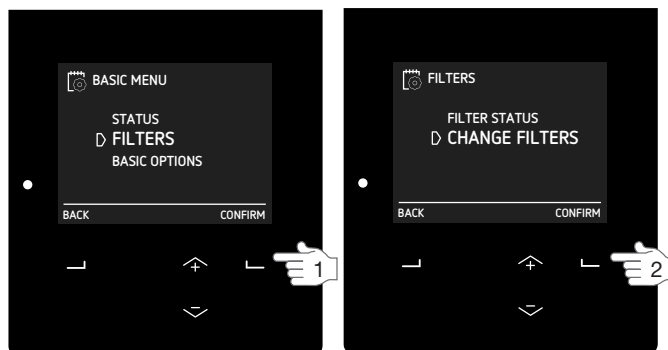 BASIC MENU
STATUS
FILTERS
BASIC OPTIONS
BACK CONFIRM
1
FILTERS
FILTER STATUS
CHANGE FILTERS
BACK CONFIRM
2